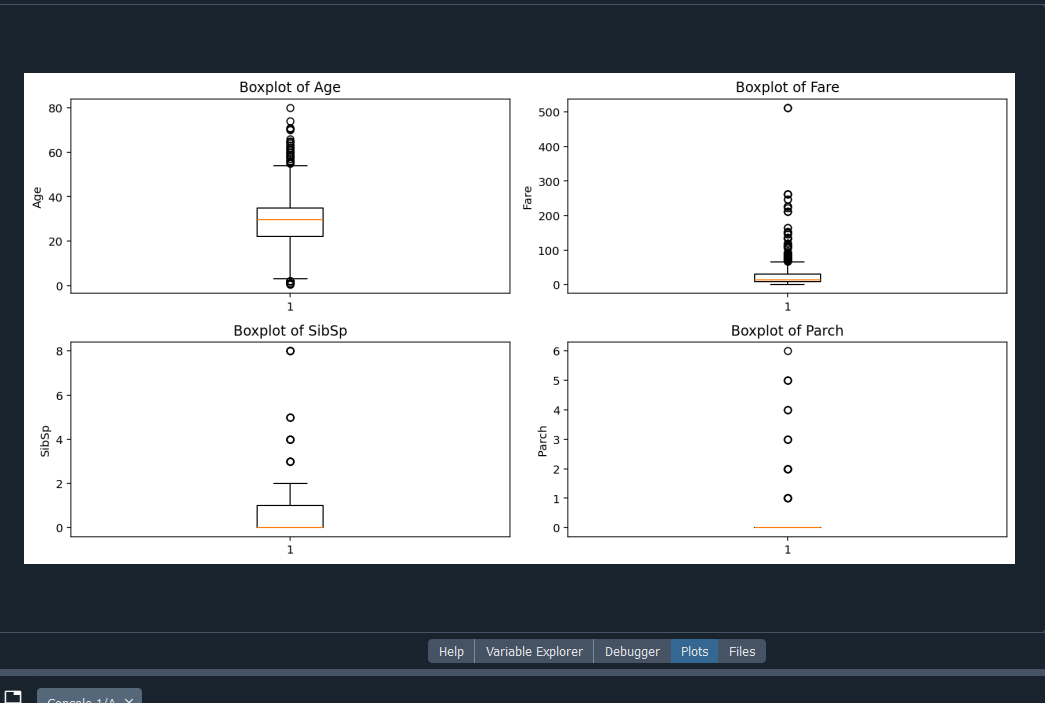 Boxplot of Age
80
60
40
20
0
Age
1
Boxplot of Fare
500
400
300
200
100
0
Fare
1
Boxplot of SibSp
8
6
4
2
0
SibSp
1
Boxplot of Parch
6
5
4
3
2
1
0
Parch
1
Help Variable Explorer Debugger Plots Files
Console 1/A ×